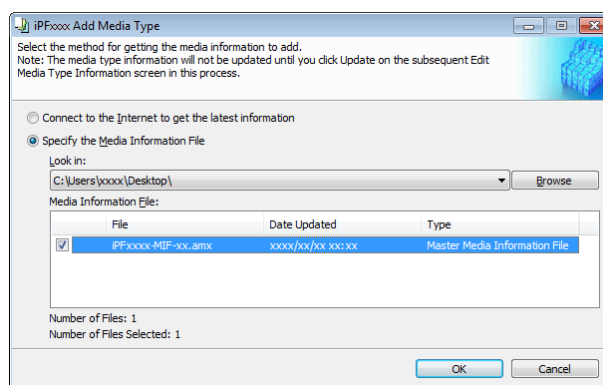 iPFxxxx Add Media Type
Select the method for getting the media information to add.
Note: The media type information will not be updated until you click Update on the subsequent Edit
Media Type Information screen in this process.
Connect to the Internet to get the latest information
Specify the Media Information File
Look in:
C:\Users\xxxx\Desktop\ Browse
Media Information File:
File Date Updated Type
iPFxxxx-MIF-xx.amx xxxx/xx/xx xx:xx Master Media Information File
Number of Files: 1
Number of Files Selected: 1
OK Cancel